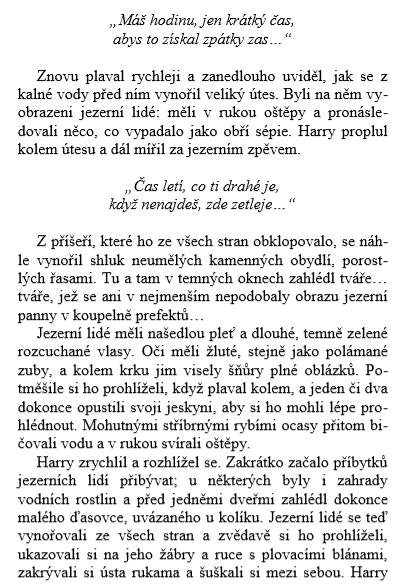 „Máš hodinu, jen krátký čas,
abys to získal zpátky zas…“
Znovu plaval rychleji a zanedlouho uviděl, jak se z
kalné vody před ním vynořil veliký útes. Byli na něm vy-
obrazeni jezerní lidé: měli v rukou oštěpy a pronásle-
dovali něco, co vypadalo jako obří sépie. Harry proplul
kolem útesu a dál mířil za jezerním zpěvem.
„Čas letí, co ti drahé je,
když nenajdeš, zde zetleje…“
Z příšeří, které ho ze všech stran obklopovalo, se náh-
le vynořil shluk neumělých kamenných obydlí, porost-
lých řasami. Tu a tam v temných oknech zahlédl tváře…
tváře, jež se ani v nejmenším nepodobaly obrazu jezerní
panny v koupelně prefektů…
Jezerní lidé měli našedlou pleť a dlouhé, temně zelené
rozcuchané vlasy. Oči měli žluté, stejně jako polámané
zuby, a kolem krku jim visely šňůry plné oblázků. Po-
těměšile si ho prohlíželi, když plaval kolem, a jeden či dva
dokonce opustili svoji jeskyni, aby si ho mohli lépe pro-
hlédnout. Mohutnými stříbrnými rybími ocasy přitom bi-
čovali vodu a v rukou svírali oštěpy.
Harry zrychlil a rozhlížel se. Zakrátko začalo příbytků
jezerních lidí přibývat; u některých byly i zahrady
vodních rostlin a před jedněmi dveřmi zahlédl dokonce
malého ďasovce, uvázaného u kolíku. Jezerní lidé se teď
vynořovali ze všech stran a zvědavě si ho prohlíželi,
ukazovali si na jeho žábry a ruce s plovacími blánami,
zakrývali si ústa rukama a šuškali si mezi sebou. Harry